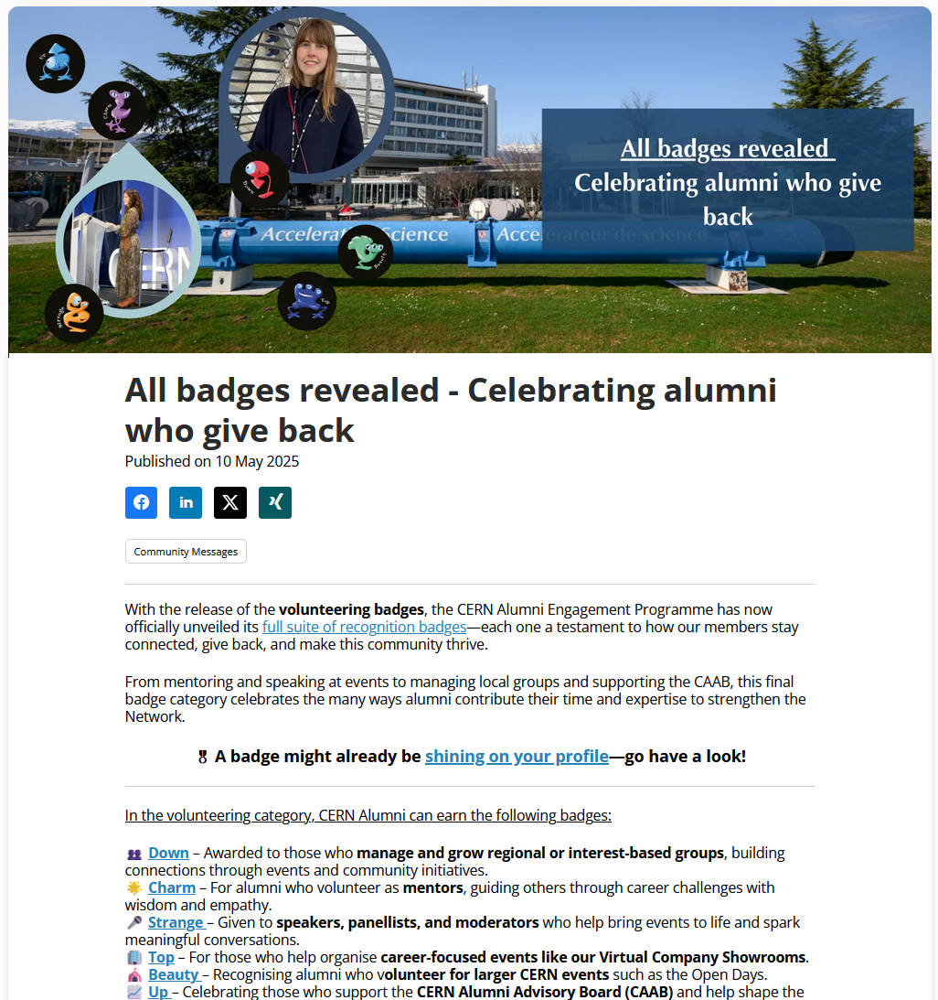 Up
Charm
All badges revealed
Celebrating alumni who give
back
Down
Accelerat Science
Accelerateur de science
Beauty
CERN
Top
Strange
All badges revealed - Celebrating alumni
who give back
Published on 10 May 2025
in
Community Messages
With the release of the volunteering badges, the CERN Alumni Engagement Programme has now
officially unveiled its full suite of recognition badges—each one a testament to how our members stay
connected, give back, and make this community thrive.
From mentoring and speaking at events to managing local groups and supporting the CAAB, this final
badge category celebrates the many ways alumni contribute their time and expertise to strengthen the
Network.
🎖 A badge might already be shining on your profile—go have a look!
In the volunteering category, CERN Alumni can earn the following badges:
👥 Down – Awarded to those who manage and grow regional or interest-based groups, building
connections through events and community initiatives.
🌟 Charm – For alumni who volunteer as mentors, guiding others through career challenges with
wisdom and empathy.
🎤 Strange – Given to speakers, panellists, and moderators who help bring events to life and spark
meaningful conversations.
🏢 Top – For those who help organise career-focused events like our Virtual Company Showrooms.
🎪 Beauty – Recognising alumni who volunteer for larger CERN events such as the Open Days.
📈 Up – Celebrating those who support the CERN Alumni Advisory Board (CAAB) and help shape the